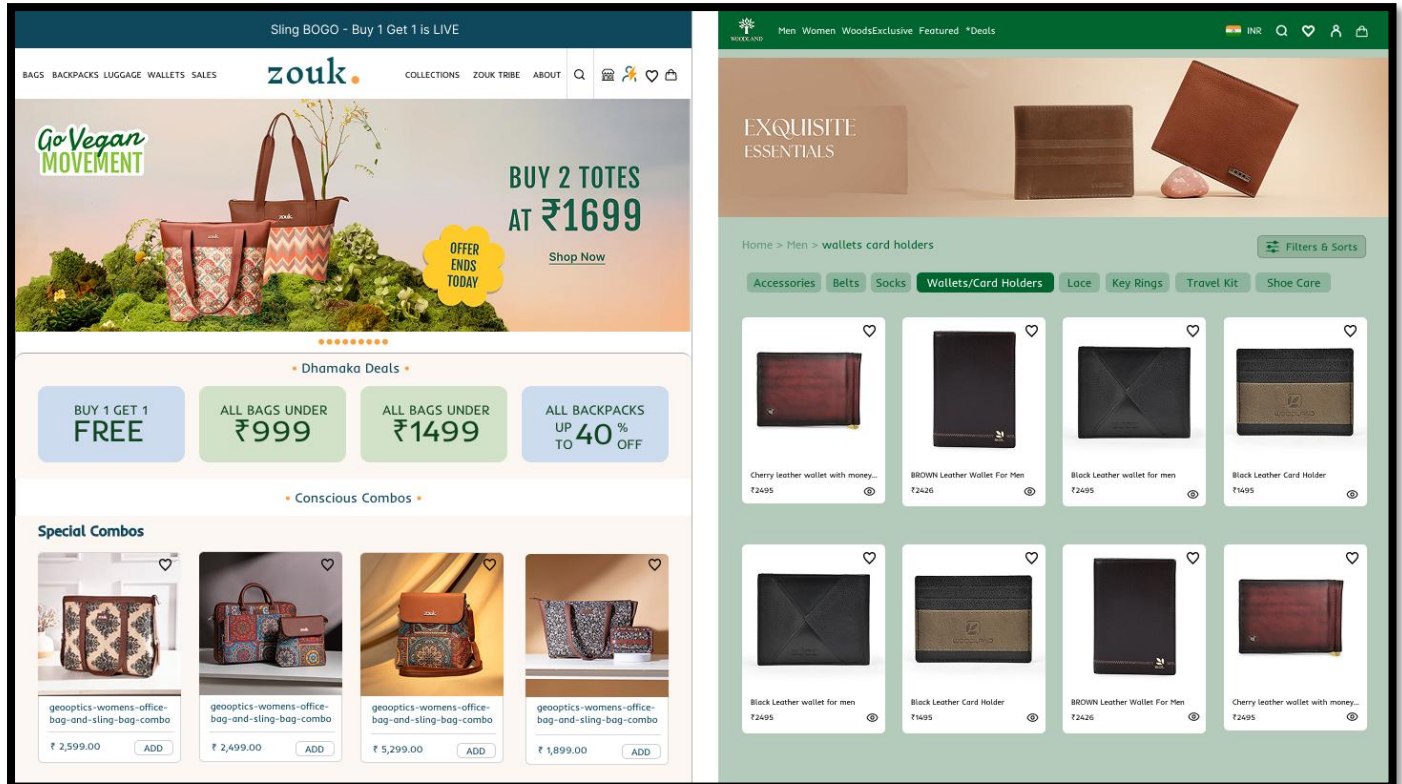 Sling BOGO - Buy 1 Get 1 is LIVE
BAGS BACKPACKS LUGGAGE WALLETS SALES
zouk.
COLLECTIONS ZOUK TRIBE ABOUT
Go Vegan
MOVEMENT
BUY 2 TOTES
AT ₹1699
Shop Now
OFFER
ENDS
TODAY
zouk.
• Dhamaka Deals •
BUY 1 GET 1
FREE
ALL BAGS UNDER
₹999
ALL BAGS UNDER
₹1499
ALL BACKPACKS
UP TO 40 % OFF
• Conscious Combos •
Special Combos
zouk.
geooptics-womens-office-
bag-and-sling-bag-combo
₹ 2,599.00 ADD
geooptics-womens-office-
bag-and-sling-bag-combo
₹ 2,499.00 ADD
geooptics-womens-office-
bag-and-sling-bag-combo
₹ 5,299.00 ADD
geooptics-womens-office-
bag-and-sling-bag-combo
₹ 1,899.00 ADD
WOODLAND
Men Women WoodsExclusive Featured *Deals
INR
EXQUISITE
ESSENTIALS
Home > Men > wallets card holders
Filters & Sorts
Accessories Belts Socks Wallets/Card Holders Lace Key Rings Travel Kit Shoe Care
Cherry leather wallet with money...
₹2495
BROWN Leather Wallet For Men
₹2426
Black Leather wallet for men
₹2495
WOODLAND
Black Leather Card Holder
₹1495
Black Leather wallet for men
₹2495
WOODLAND
Black Leather Card Holder
₹1495
BROWN Leather Wallet For Men
₹2426
Cherry leather wallet with money...
₹2495